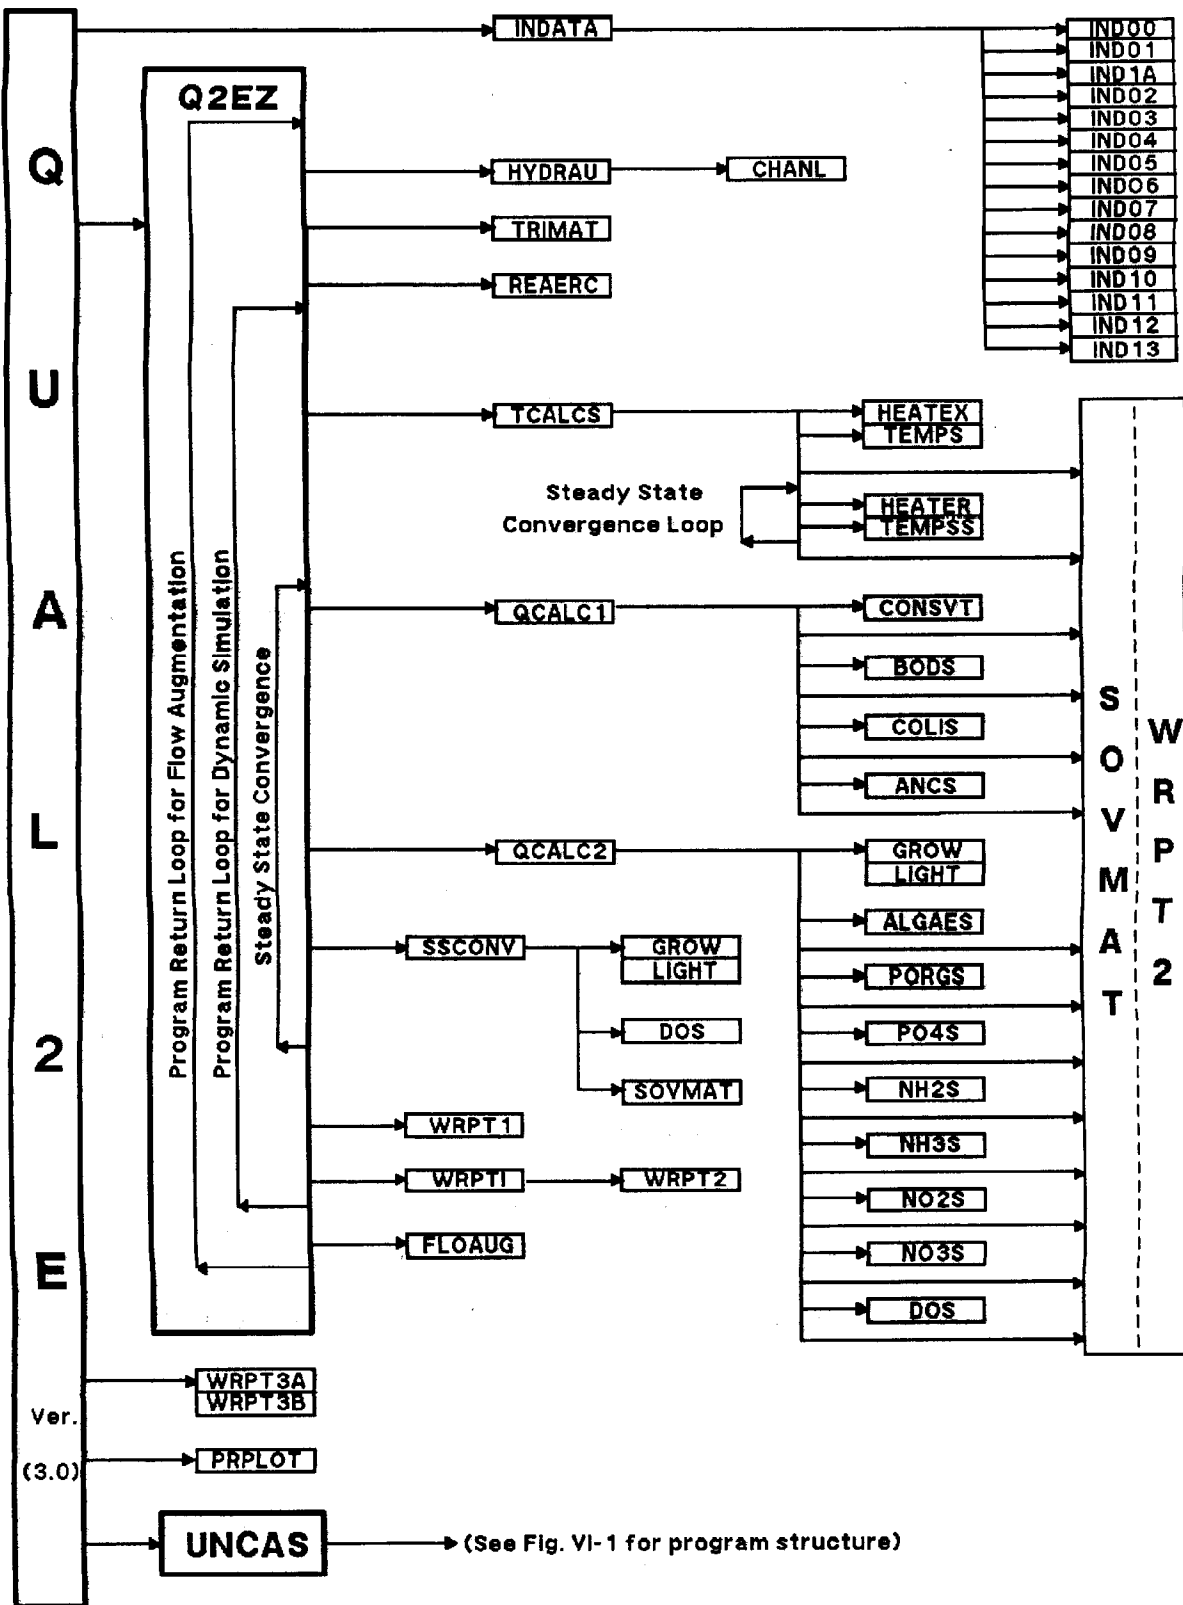 QUAL2E
Ver.
(3.0)
Q2EZ
Program Return Loop for Flow Augmentation
Program Return Loop for Dynamic Simulation
Steady State Convergence
INDATA
IND00
IND01
IND1A
IND02
IND03
IND04
IND05
IND06
IND07
IND08
IND09
IND10
IND11
IND12
IND13
HYDRAU
CHANL
TRIMAT
REAERC
TCALCS
HEATEX
TEMPS
Steady State
Convergence Loop
HEATER
TEMPSS
QCALC1
CONSVT
BODS
COLIS
ANCS
QCALC2
GROW
LIGHT
ALGAES
PORGS
PO4S
NH2S
NH3S
NO2S
NO3S
DOS
SOVMAT
WRPT2
SSCONV
GROW
LIGHT
DOS
SOVMAT
WRPT1
WRPTI
WRPT2
FLOAUG
WRPT3A
WRPT3B
PRPLOT
UNCAS
(See Fig. VI-1 for program structure)